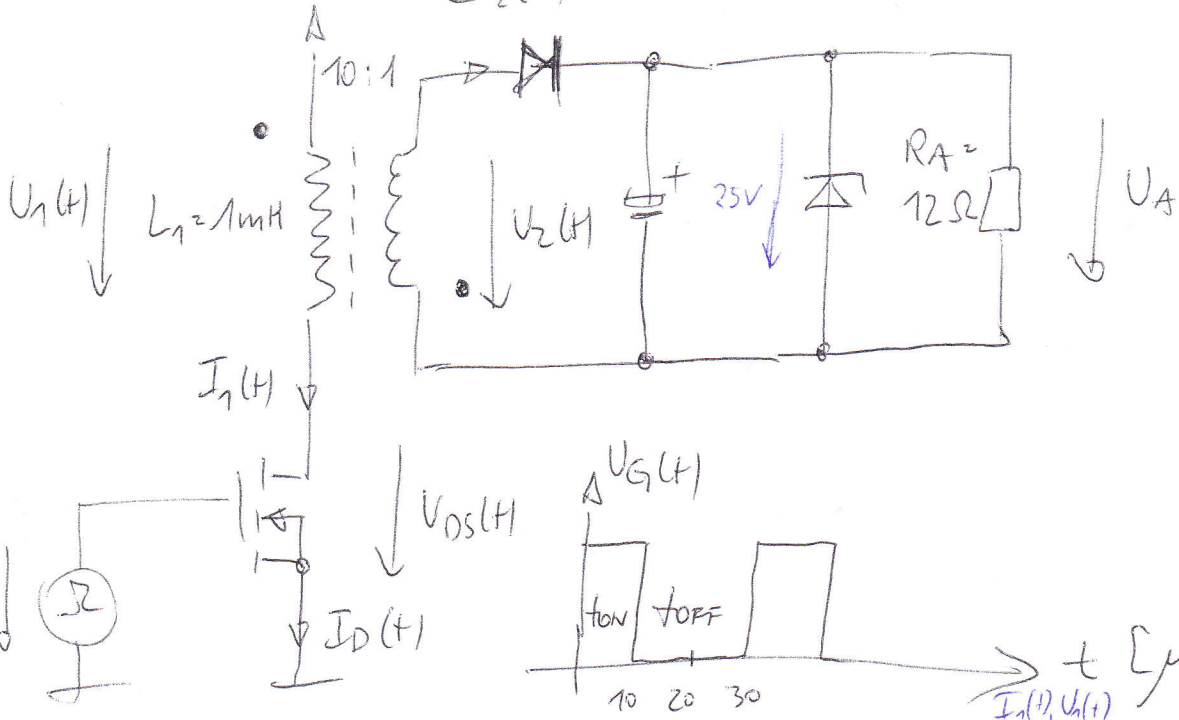 10:1
U₁(t)
L₁=1mH
U₂(t)
+
25V
RA=
12Ω
UA
I₁(t)
UDS(t)
ID(t)
UG(t)
tON
tOFF
10 20 30
t [μ
I₁(t), U₁(t)